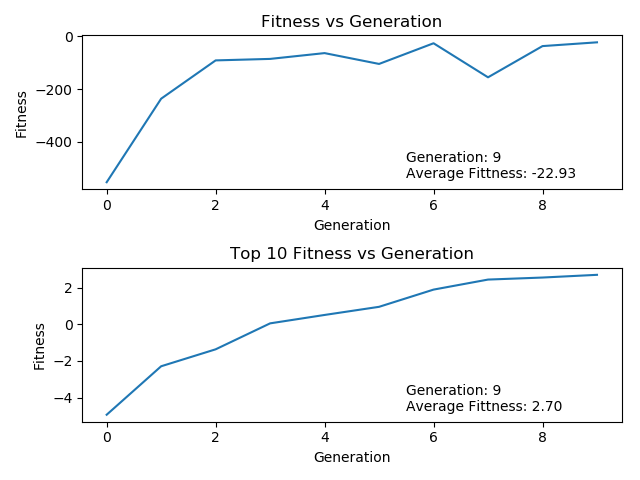 Fitness vs Generation
0
−200
−400
Fitness
Generation: 9
Average Fittness: -22.93
0 2 4 6 8
Generation
Top 10 Fitness vs Generation
2
0
−2
−4
Fitness
Generation: 9
Average Fittness: 2.70
0 2 4 6 8
Generation